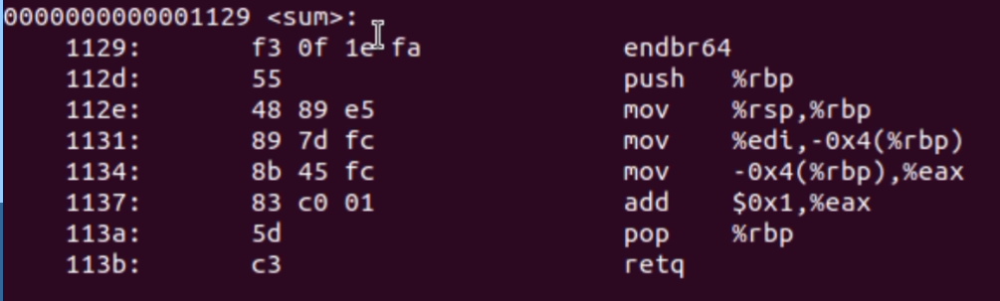 0000000000001129 <sum>:
1129: f3 0f 1e fa endbr64
112d: 55 push %rbp
112e: 48 89 e5 mov %rsp,%rbp
1131: 89 7d fc mov %edi,-0x4(%rbp)
1134: 8b 45 fc mov -0x4(%rbp),%eax
1137: 83 c0 01 add $0x1,%eax
113a: 5d pop %rbp
113b: c3 retq